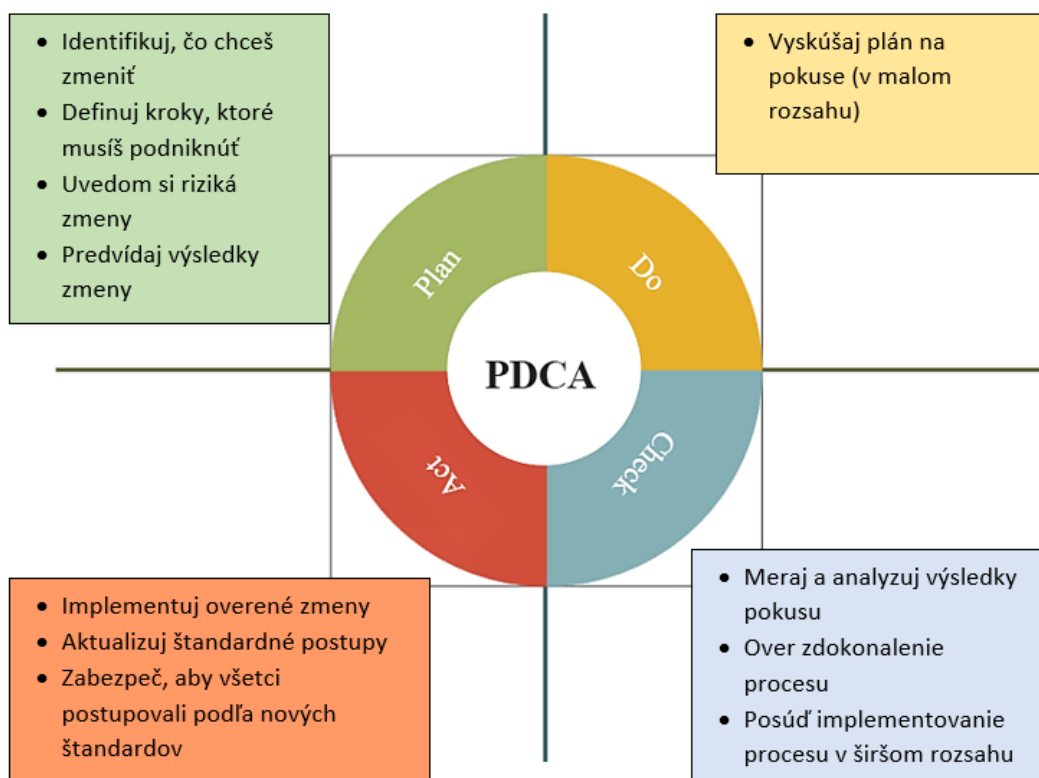 • Identifikuj, čo chceš
zmeniť
• Definuj kroky, ktoré
musíš podniknúť
• Uvedom si riziká
zmeny
• Predvídaj výsledky
zmeny
• Vyskúšaj plán na
pokuse (v malom
rozsahu)
Plan
Do
PDCA
Act
Check
• Implementuj overené zmeny
• Aktualizuj štandardné postupy
• Zabezpeč, aby všetci
postupovali podľa nových
štandardov
• Meraj a analyzuj výsledky
pokusu
• Over zdokonalenie
procesu
• Posúď implementovanie
procesu v širšom rozsahu